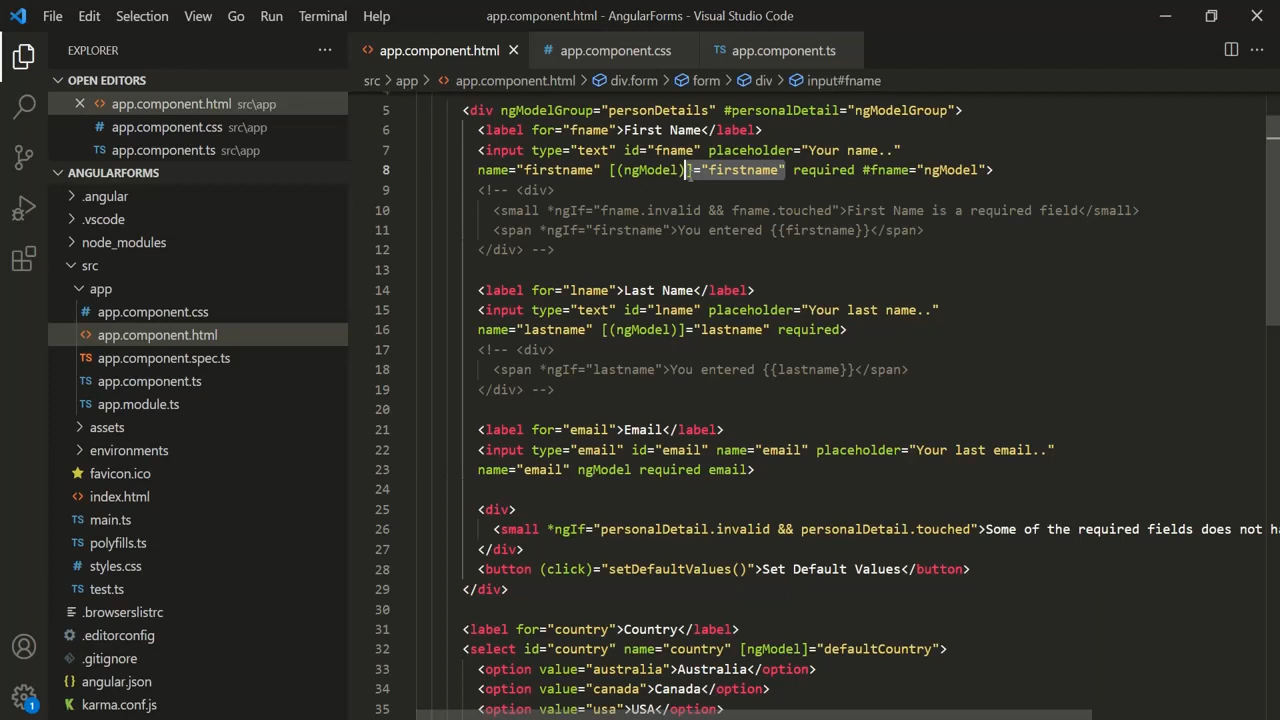 File Edit Selection View Go Run Terminal Help app.component.html - AngularForms - Visual Studio Code
EXPLORER
OPEN EDITORS
app.component.html src\app
app.component.css src\app
app.component.ts src\app
ANGULARFORMS
.angular
.vscode
node_modules
src
app
app.component.css
app.component.html
app.component.spec.ts
app.component.ts
app.module.ts
assets
environments
favicon.ico
index.html
main.ts
polyfills.ts
styles.css
test.ts
.browserslistrc
.editorconfig
.gitignore
angular.json
karma.conf.js
1
app.component.html app.component.css app.component.ts
src > app > app.component.html > div.form > form > div > input#fname
5 <div ngModelGroup="personDetails" #personalDetail="ngModelGroup">
6 <label for="fname">First Name</label>
7 <input type="text" id="fname" placeholder="Your name.."
8 name="firstname" [(ngModel)]="firstname" required #fname="ngModel">
9 <!-- <div>
10 <small *ngIf="fname.invalid && fname.touched">First Name is a required field</small>
11 <span *ngIf="firstname">You entered {{firstname}}</span>
12 </div> -->
13
14 <label for="lname">Last Name</label>
15 <input type="text" id="lname" placeholder="Your last name.."
16 name="lastname" [(ngModel)]="lastname" required>
17 <!-- <div>
18 <span *ngIf="lastname">You entered {{lastname}}</span>
19 </div> -->
20
21 <label for="email">Email</label>
22 <input type="email" id="email" name="email" placeholder="Your last email.."
23 name="email" ngModel required email>
24
25 <div>
26 <small *ngIf="personalDetail.invalid && personalDetail.touched">Some of the required fields does not ha
27 </div>
28 <button (click)="setDefaultValues()">Set Default Values</button>
29 </div>
30
31 <label for="country">Country</label>
32 <select id="country" name="country" [ngModel]="defaultCountry">
33 <option value="australia">Australia</option>
34 <option value="canada">Canada</option>
35 <option value="usa">USA</option>